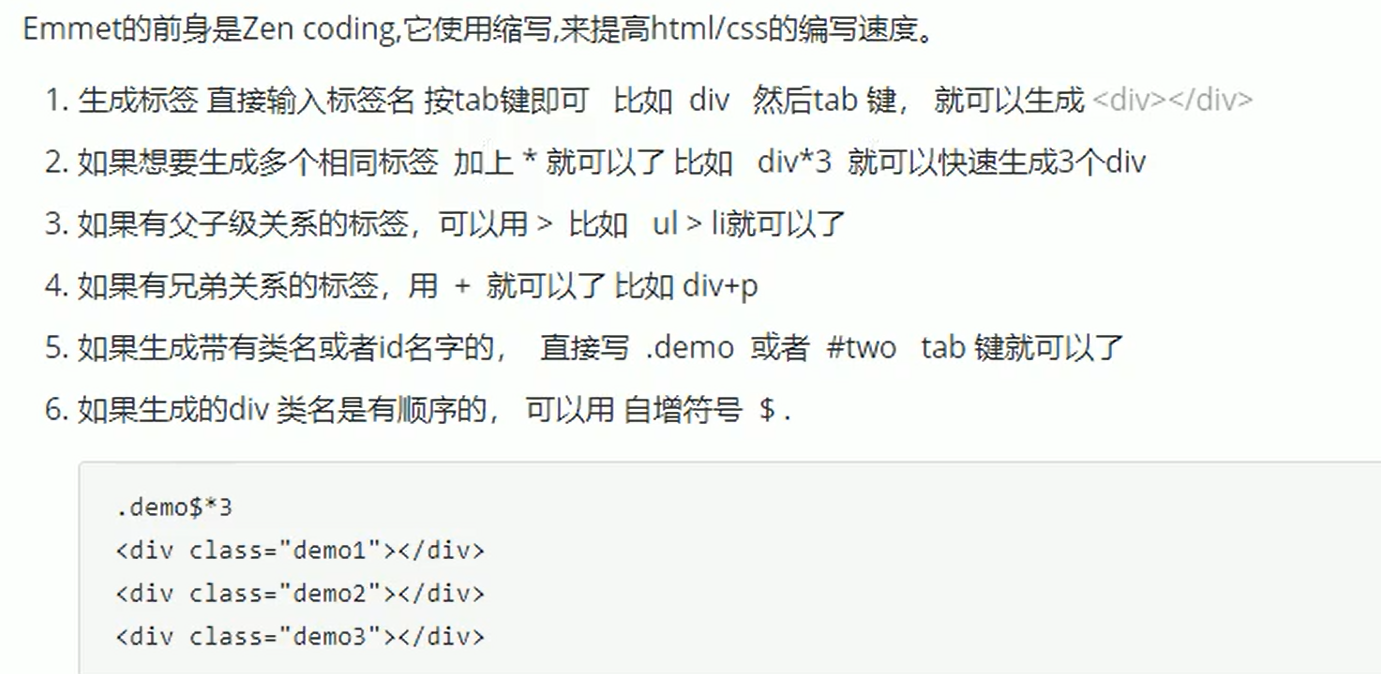 Emmet的前身是Zen coding,它使用缩写,来提高html/css的编写速度。
1. 生成标签 直接输入标签名 按tab键即可 比如 div 然后tab 键， 就可以生成 <div></div>
2. 如果想要生成多个相同标签 加上 * 就可以了 比如 div*3 就可以快速生成3个div
3. 如果有父子级关系的标签，可以用 > 比如 ul > li就可以了
4. 如果有兄弟关系的标签，用 + 就可以了 比如 div+p
5. 如果生成带有类名或者id名字的， 直接写 .demo 或者 #two tab 键就可以了
6. 如果生成的div 类名是有顺序的， 可以用 自增符号 $ .
.demo$*3
<div class="demo1"></div>
<div class="demo2"></div>
<div class="demo3"></div>